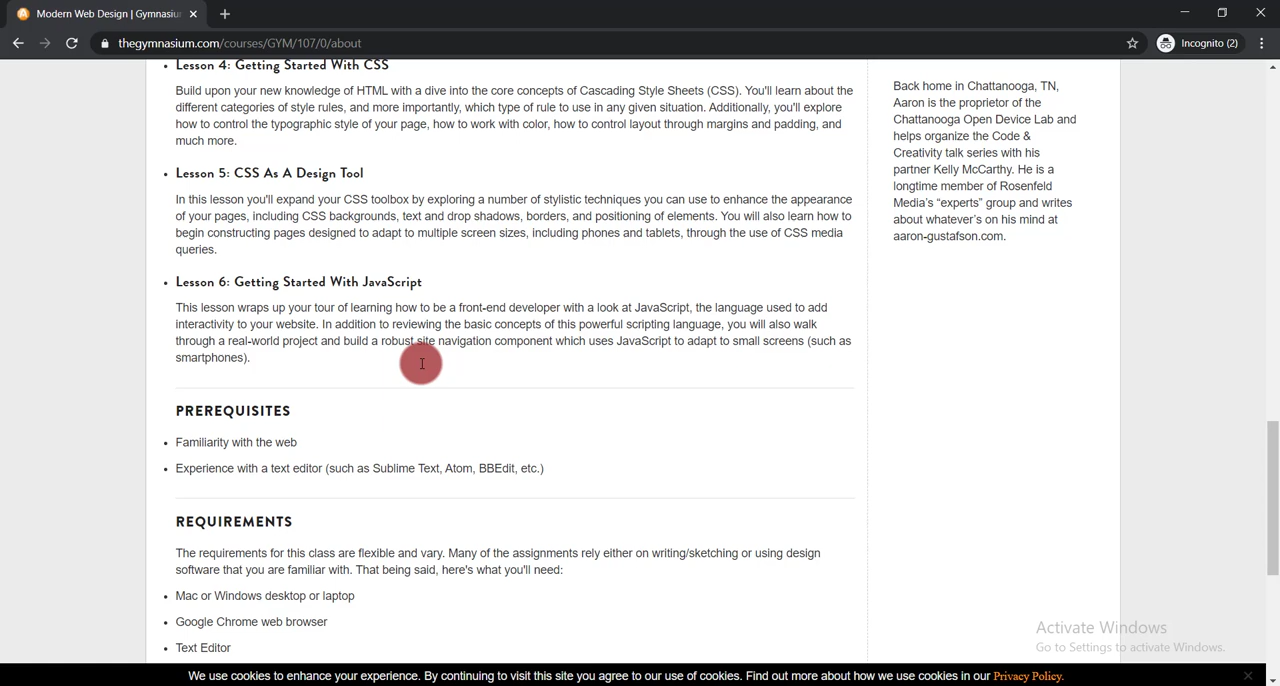 Modern Web Design | Gymnasiu
thegymnasium.com/courses/GYM/107/0/about
Incognito (2)
Lesson 4: Getting Started With CSS
Build upon your new knowledge of HTML with a dive into the core concepts of Cascading Style Sheets (CSS). You'll learn about the
different categories of style rules, and more importantly, which type of rule to use in any given situation. Additionally, you'll explore
how to control the typographic style of your page, how to work with color, how to control layout through margins and padding, and
much more.
Lesson 5: CSS As A Design Tool
In this lesson you'll expand your CSS toolbox by exploring a number of stylistic techniques you can use to enhance the appearance
of your pages, including CSS backgrounds, text and drop shadows, borders, and positioning of elements. You will also learn how to
begin constructing pages designed to adapt to multiple screen sizes, including phones and tablets, through the use of CSS media
queries.
Lesson 6: Getting Started With JavaScript
This lesson wraps up your tour of learning how to be a front-end developer with a look at JavaScript, the language used to add
interactivity to your website. In addition to reviewing the basic concepts of this powerful scripting language, you will also walk
through a real-world project and build a robust site navigation component which uses JavaScript to adapt to small screens (such as
smartphones).
PREREQUISITES
Familiarity with the web
Experience with a text editor (such as Sublime Text, Atom, BBEdit, etc.)
REQUIREMENTS
The requirements for this class are flexible and vary. Many of the assignments rely either on writing/sketching or using design
software that you are familiar with. That being said, here's what you'll need:
Mac or Windows desktop or laptop
Google Chrome web browser
Text Editor
Back home in Chattanooga, TN,
Aaron is the proprietor of the
Chattanooga Open Device Lab and
helps organize the Code &
Creativity talk series with his
partner Kelly McCarthy. He is a
longtime member of Rosenfeld
Media's “experts” group and writes
about whatever's on his mind at
aaron-gustafson.com.
Activate Windows
Go to Settings to activate Windows.
We use cookies to enhance your experience. By continuing to visit this site you agree to our use of cookies. Find out more about how we use cookies in our Privacy Policy.